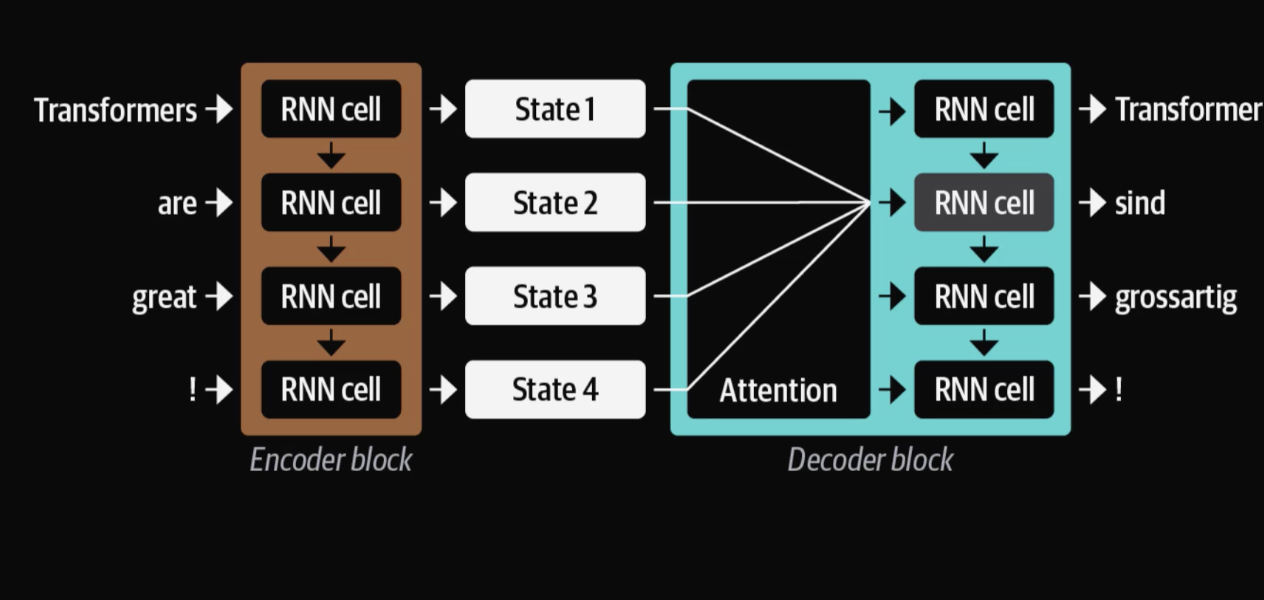 Transformers
RNN cell
State 1
RNN cell
Transformer
are
RNN cell
State 2
RNN cell
sind
great
RNN cell
State 3
RNN cell
grossartig
!
RNN cell
State 4
Attention
RNN cell
!
Encoder block
Decoder block